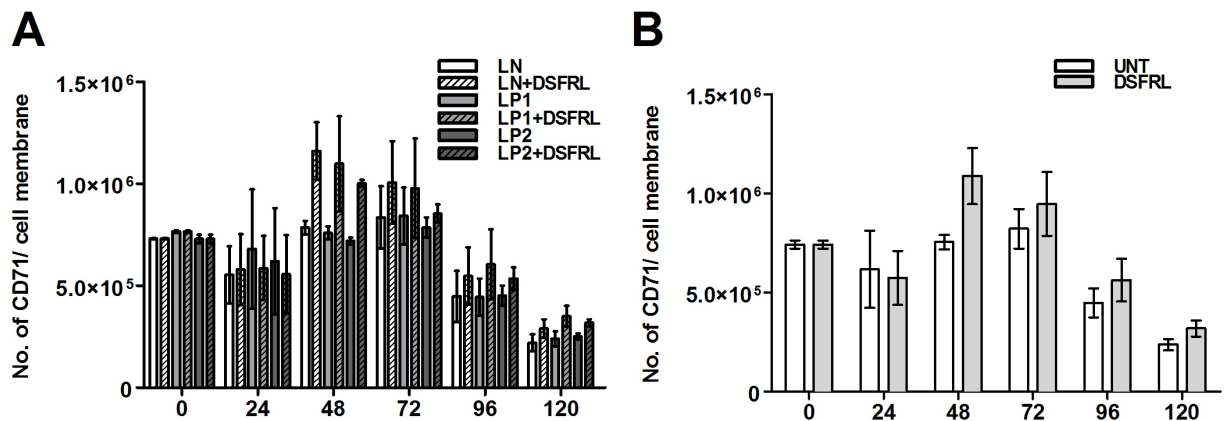 A
No. of CD71/ cell membrane
1.5×10⁶
1.0×10⁶
5.0×10⁵
0
0 24 48 72 96 120
LN
LN+DSFRL
LP1
LP1+DSFRL
LP2
LP2+DSFRL
B
No. of CD71/ cell membrane
1.5×10⁶
1.0×10⁶
5.0×10⁵
0
0 24 48 72 96 120
UNT
DSFRL